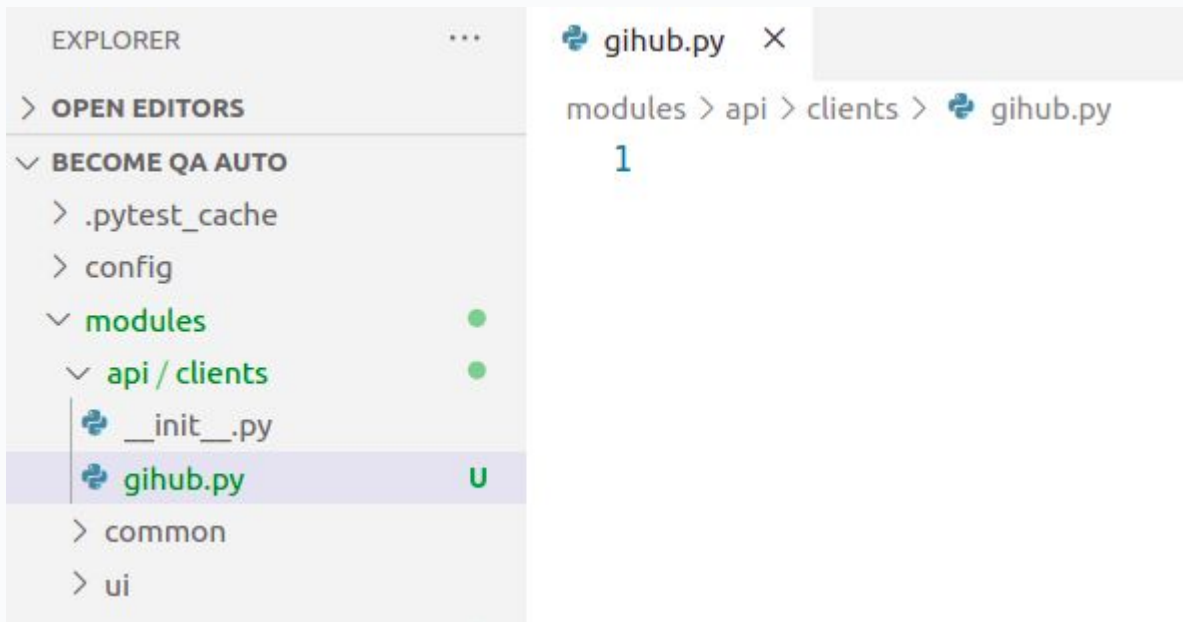 EXPLORER ...
OPEN EDITORS
BECOME QA AUTO
.pytest_cache
config
modules
api / clients
__init__.py
gihub.py U
common
ui
gihub.py ×
modules > api > clients > gihub.py
1